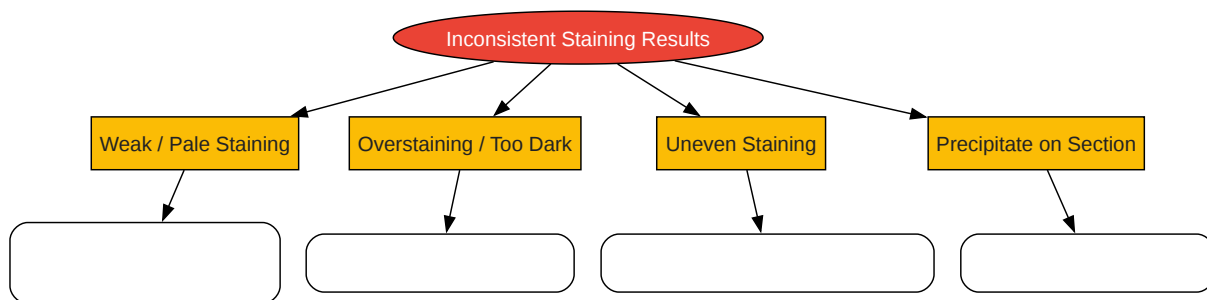 Inconsistent Staining Results
Weak / Pale Staining
Overstaining / Too Dark
Uneven Staining
Precipitate on Section